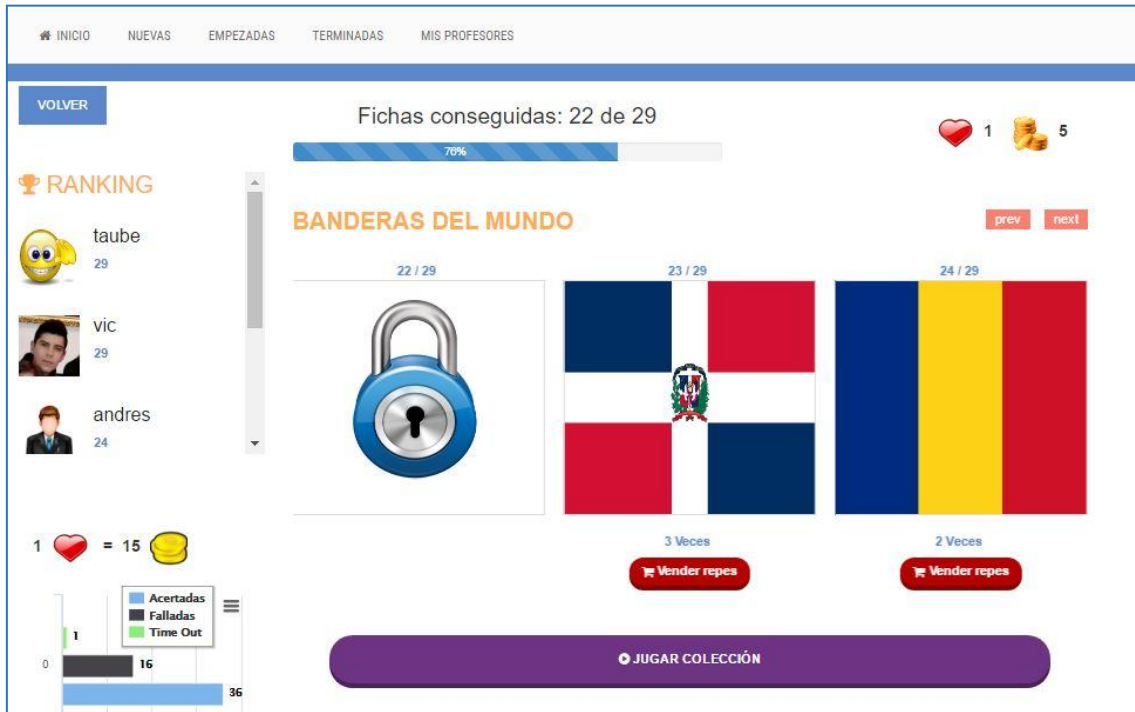 INICIO NUEVAS EMPEZADAS TERMINADAS MIS PROFESORES
VOLVER
Fichas conseguidas: 22 de 29
76%
1 5
RANKING
taube
29
vic
29
andres
24
1 = 15
Acertadas
Falladas
Time Out
1
0 16
36
BANDERAS DEL MUNDO
prev next
22 / 29 23 / 29 24 / 29
3 Veces 2 Veces
Vender repes Vender repes
JUGAR COLECCIÓN